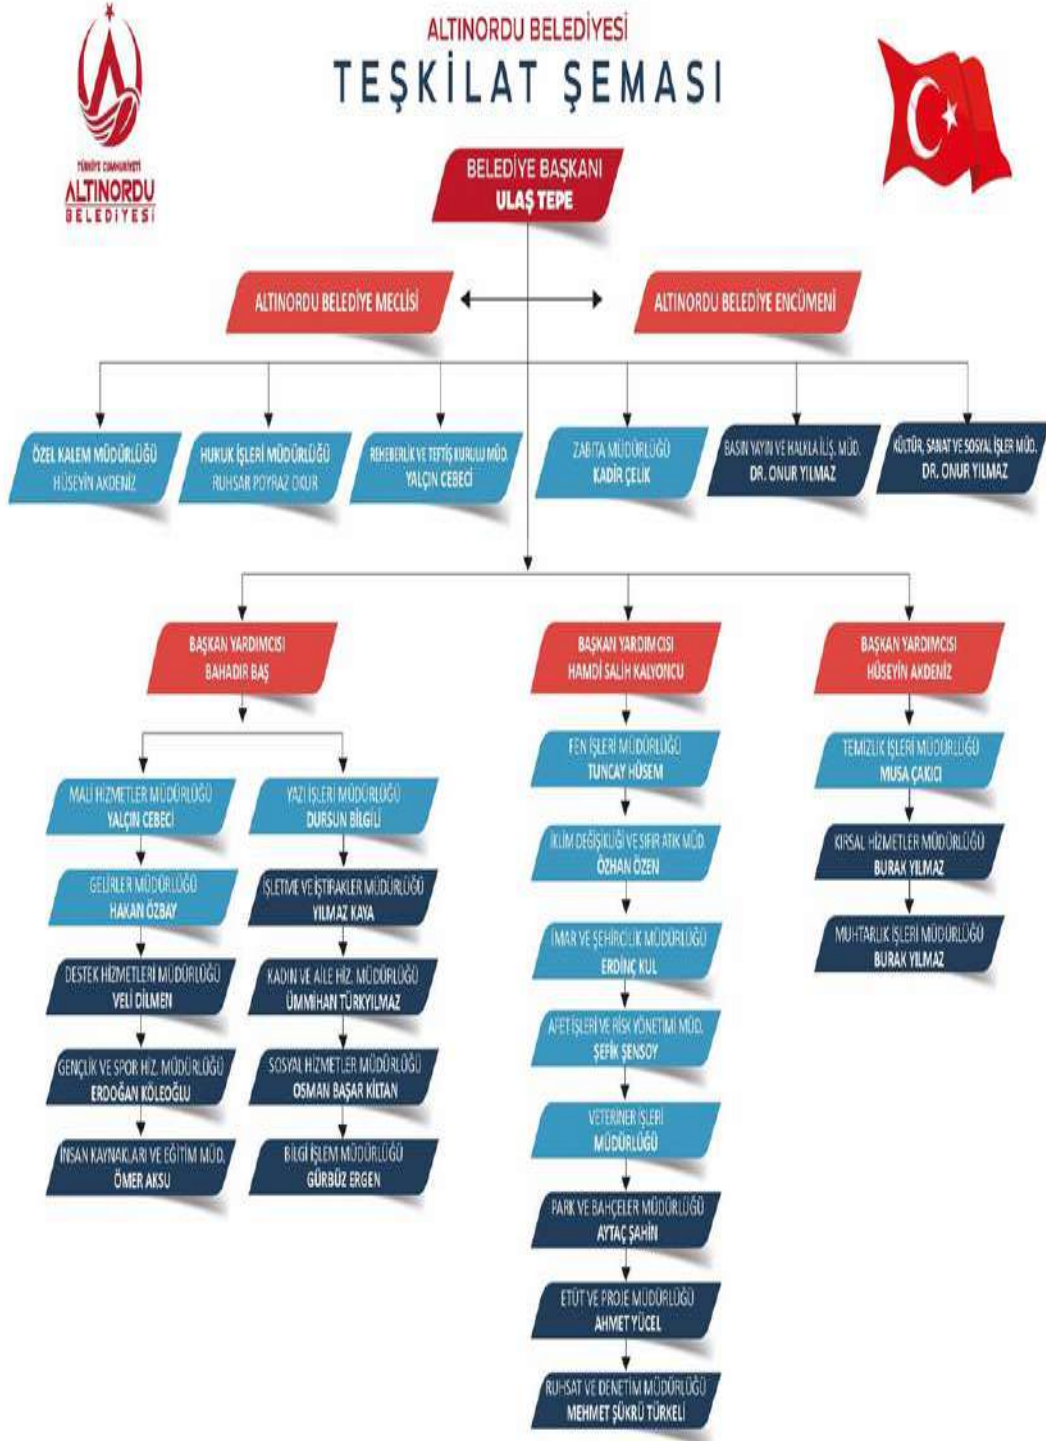 ALTINORDU BELEDİYESİ
TEŞKİLAT ŞEMASI
TÜRKİYE CUMHURİYETİ
ALTINORDU
BELEDİYESİ
BELEDİYE BAŞKANI
ULAŞ TEPE
ALTINORDU BELEDİYE MECLİSİ
ALTINORDU BELEDİYE ENCÜMENİ
ÖZEL KALEM MÜDÜRLÜĞÜ
HÜSEYİN AKDENİZ
HUKUK İŞLERİ MÜDÜRLÜĞÜ
RUHSAR POYRAZ OKUR
REHEBERLİK VE TEFTİŞ KURULU MÜD.
YALÇIN CEBECİ
ZABITA MÜDÜRLÜĞÜ
KADİR ÇELİK
BASIN YAYIN VE HALKLA İLİŞ. MÜD.
DR. ONUR YILMAZ
KÜLTÜR, SANAT VE SOSYAL İŞLER MÜD.
DR. ONUR YILMAZ
BAŞKAN YARDIMCISI
BAHADIR BAŞ
BAŞKAN YARDIMCISI
HAMDİ SALİH KALYONCU
BAŞKAN YARDIMCISI
HÜSEYİN AKDENİZ
MALİ HİZMETLER MÜDÜRLÜĞÜ
YALÇIN CEBECİ
GELİRLER MÜDÜRLÜĞÜ
HAKAN ÖZBAY
DESTEK HİZMETLERİ MÜDÜRLÜĞÜ
VELİ DİLMEN
GENÇLİK VE SPOR HİZ. MÜDÜRLÜĞÜ
ERDOĞAN KÖLEOĞLU
İNSAN KAYNAKLARI VE EĞİTİM MÜD.
ÖMER AKSU
YAZI İŞLERİ MÜDÜRLÜĞÜ
DURSUN BİLGİLİ
İŞLETME VE İŞTİRAKLER MÜDÜRLÜĞÜ
YILMAZ KAYA
KADIN VE AİLE HİZ. MÜDÜRLÜĞÜ
ÜMMİHAN TÜRKYILMAZ
SOSYAL HİZMETLER MÜDÜRLÜĞÜ
OSMAN BAŞAR KILTAN
BİLGİ İŞLEM MÜDÜRLÜĞÜ
GÜRBÜZ ERGEN
FEN İŞLERİ MÜDÜRLÜĞÜ
TUNCAY HÜSEM
İKLİM DEĞİŞİKLİĞİ VE SIFIR ATIK MÜD.
ÖZHAN ÖZEN
İMAR VE ŞEHİRCİLİK MÜDÜRLÜĞÜ
ERDİNÇ KUL
AFET İŞLERİ VE RİSK YÖNETİMİ MÜD.
ŞEFİK ŞENSOY
VETERİNER İŞLERİ
MÜDÜRLÜĞÜ
PARK VE BAHÇELER MÜDÜRLÜĞÜ
AYTAÇ ŞAHİN
ETÜT VE PROJE MÜDÜRLÜĞÜ
AHMET YÜCEL
RUHSAT VE DENETİM MÜDÜRLÜĞÜ
MEHMET ŞÜKRÜ TÜRKELİ
TEMİZLİK İŞLERİ MÜDÜRLÜĞÜ
MUSA ÇAKICI
KIRSAL HİZMETLER MÜDÜRLÜĞÜ
BURAK YILMAZ
MUHTARLIK İŞLERİ MÜDÜRLÜĞÜ
BURAK YILMAZ